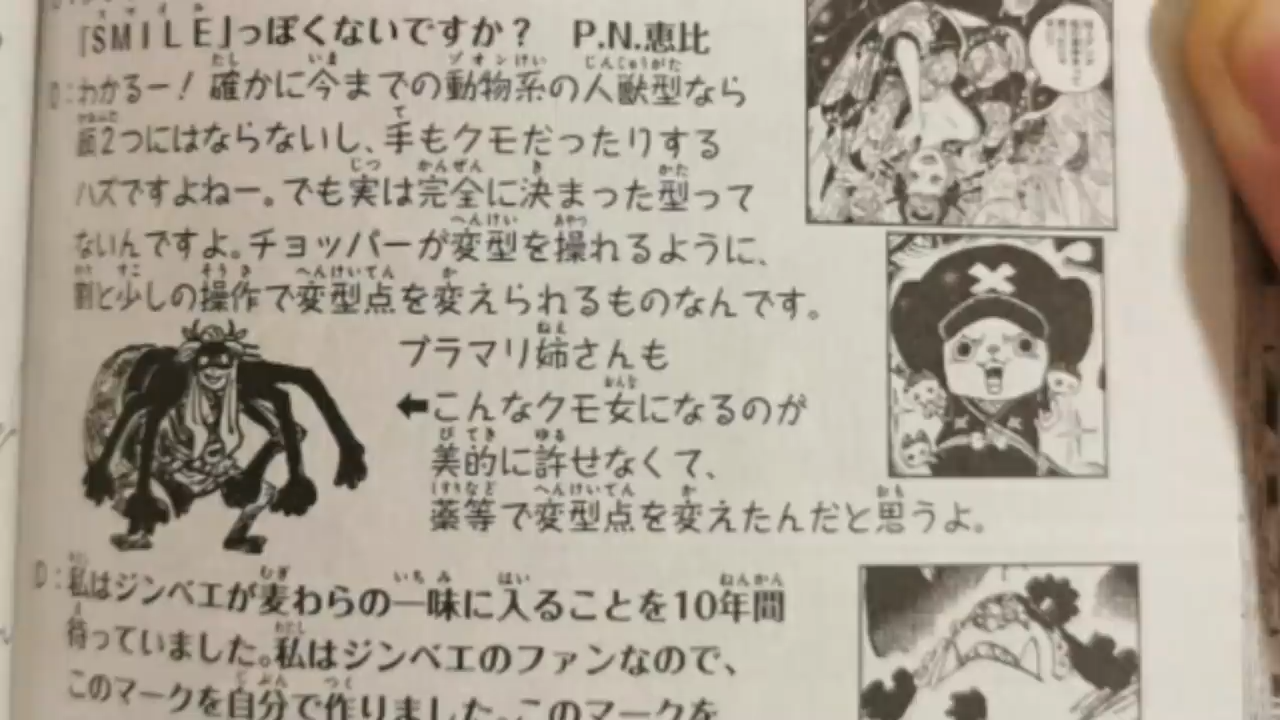 「SMILE」っぽくないですか？　P.N.恵比
D:わかるー！確かに今までの動物系の人獣型なら
顔2つにはならないし、手もクモだったりする
ハズですよねー。でも実は完全に決まった型って
ないんですよ。チョッパーが変型を操れるように、
割と少しの操作で変型点を変えられるものなんです。
ブラマリ姉さんも
←こんなクモ女になるのが
美的に許せなくて、
薬等で変型点を変えたんだと思うよ。
D:私はジンベエが麦わらの一味に入ることを10年間
待っていました。私はジンベエのファンなので、
このマークを自分で作りました。このマークを